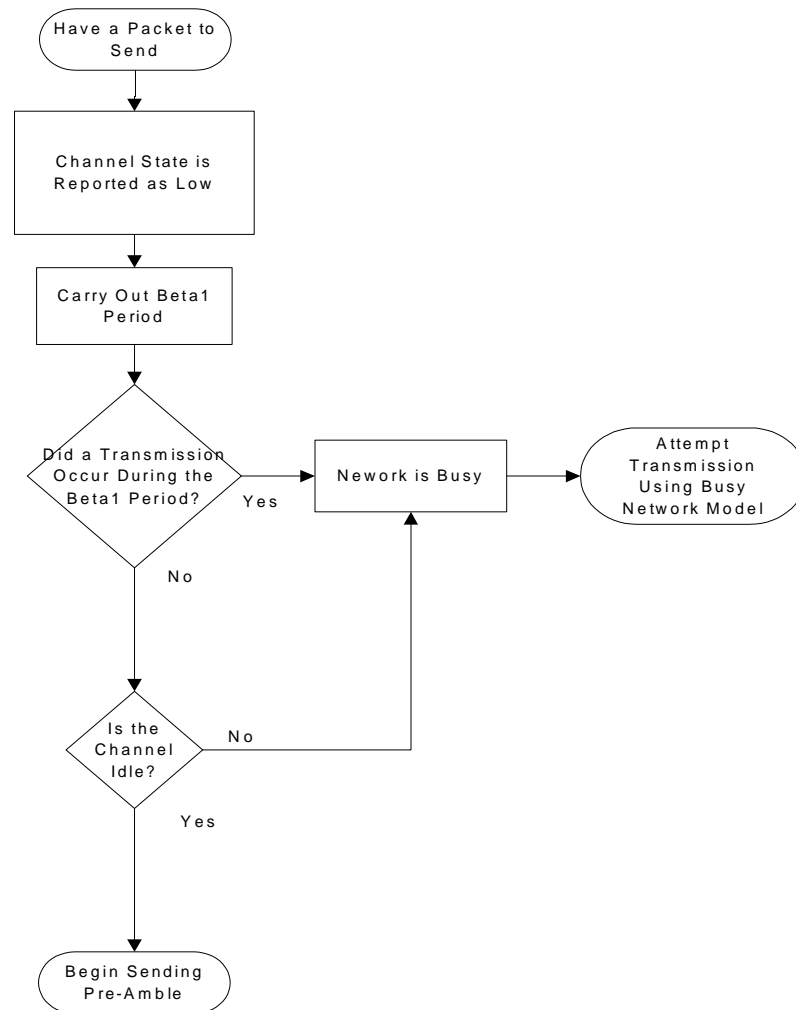 Have a Packet to
Send
Channel State is
Reported as Low
Carry Out Beta1
Period
Did a Transmission
Occur During the
Beta1 Period?
Yes
Nework is Busy
Attempt
Transmission
Using Busy
Network Model
No
Is the
Channel
Idle?
No
Yes
Begin Sending
Pre-Amble